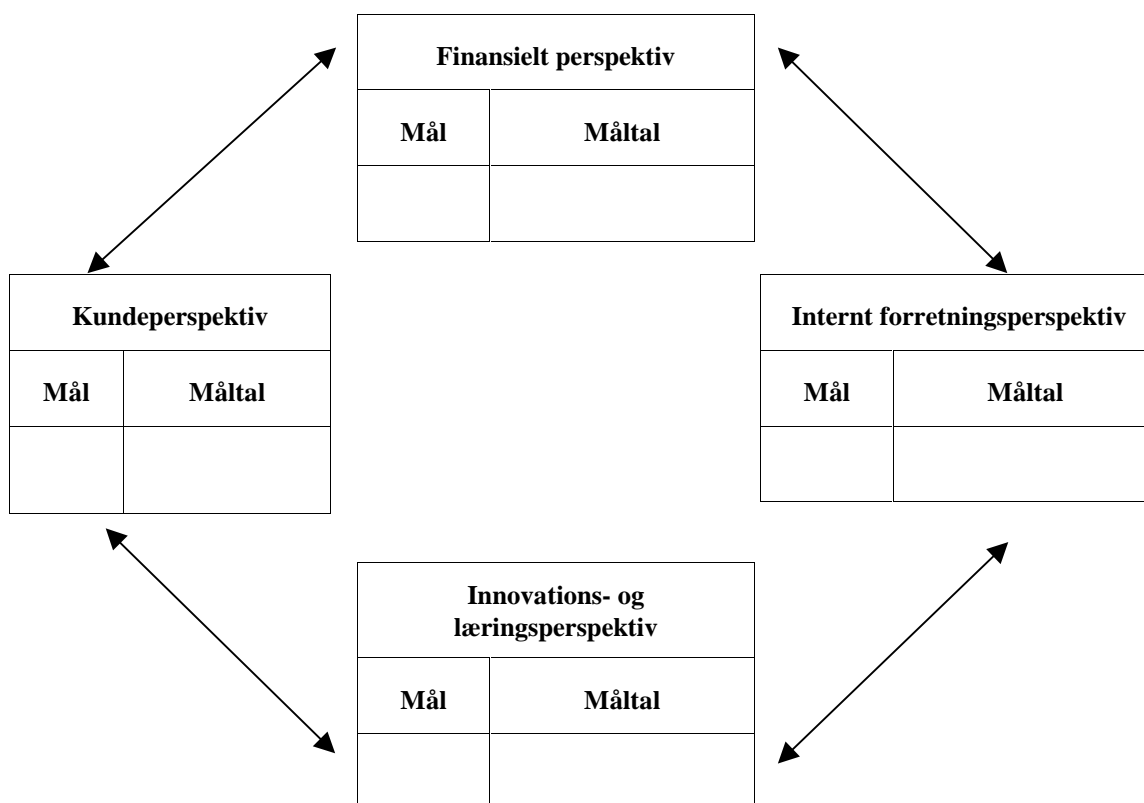 Finansielt perspektiv
Mål Måltal
Kundeperspektiv
Mål Måltal
Internt forretningsperspektiv
Mål Måltal
Innovations- og
læringsperspektiv
Mål Måltal